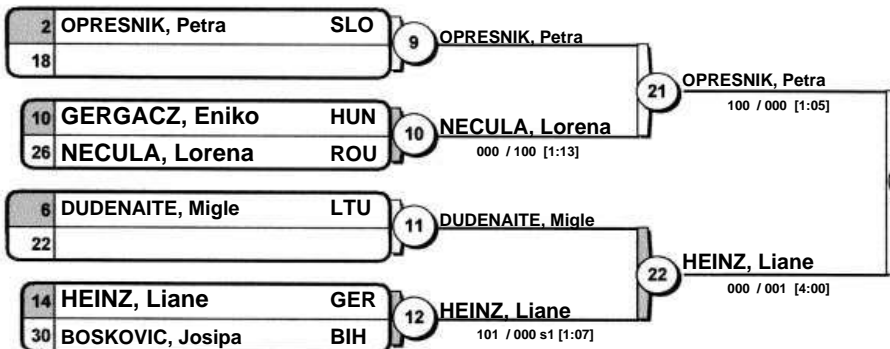 2 OPRESNIK, Petra SLO
18
9 OPRESNIK, Petra
10 GERGACZ, Eniko HUN
26 NECULA, Lorena ROU
10 NECULA, Lorena
000 / 100 [1:13]
21 OPRESNIK, Petra
100 / 000 [1:05]
6 DUDENAITE, Migle LTU
22
11 DUDENAITE, Migle
14 HEINZ, Liane GER
30 BOSKOVIC, Josipa BIH
12 HEINZ, Liane
101 / 000 s1 [1:07]
22 HEINZ, Liane
000 / 001 [4:00]